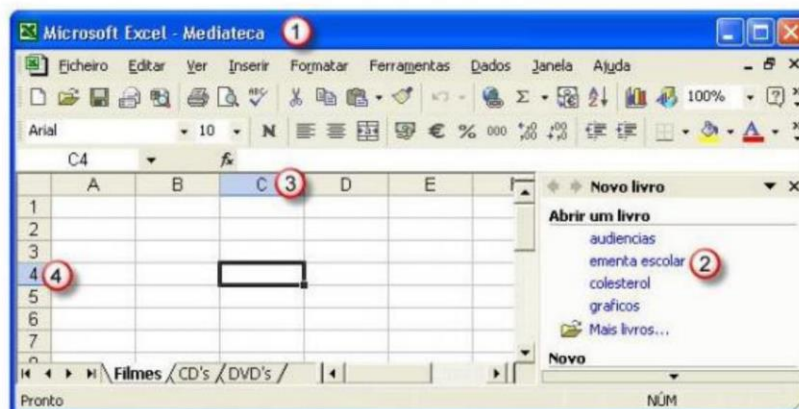 Microsoft Excel - Mediateca 1
Ficheiro Editar Ver Inserir Formatar Ferramentas Dados Janela Ajuda
ABC Σ 100% ?
Arial 10 N € % 000 A
C4 fx
A B C 3 D E
1
2
3
4 4
5
6
7
Novo livro
Abrir um livro
audiencias
ementa escolar 2
colesterol
graficos
Mais livros...
Novo
Filmes CD's DVD's
Pronto NÚM